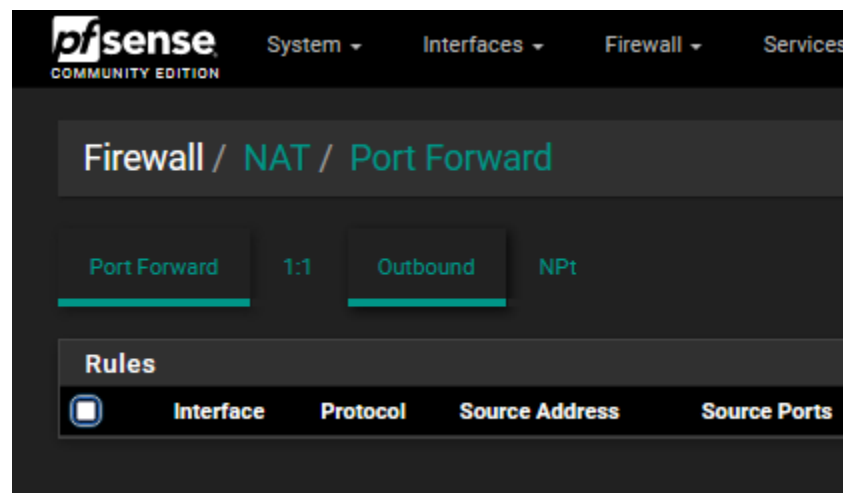 pfsense System Interfaces Firewall Services
COMMUNITY EDITION
Firewall / NAT / Port Forward
Port Forward 1:1 Outbound NPt
Rules
Interface Protocol Source Address Source Ports